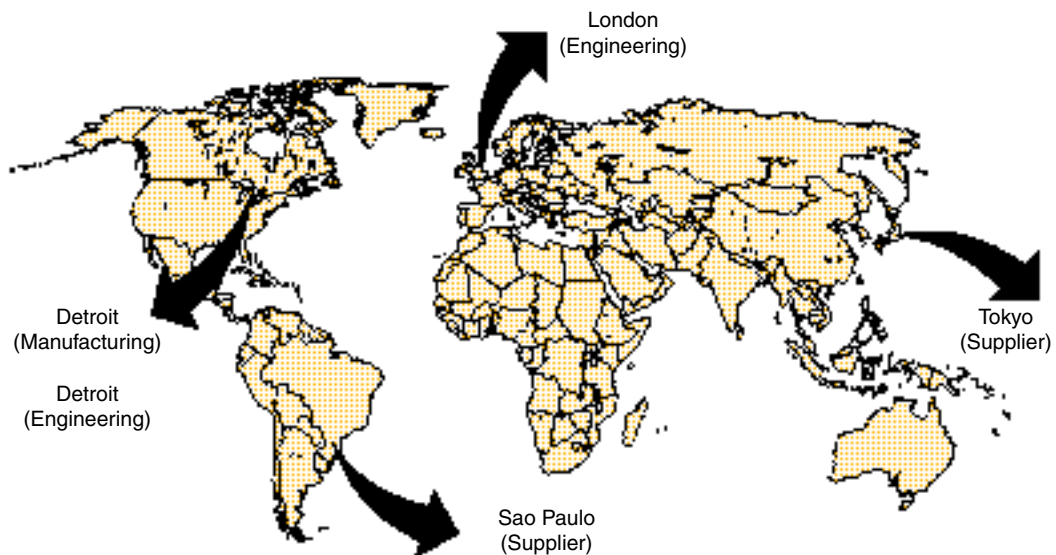 London
(Engineering)
Detroit
(Manufacturing)
Detroit
(Engineering)
Tokyo
(Supplier)
Sao Paulo
(Supplier)